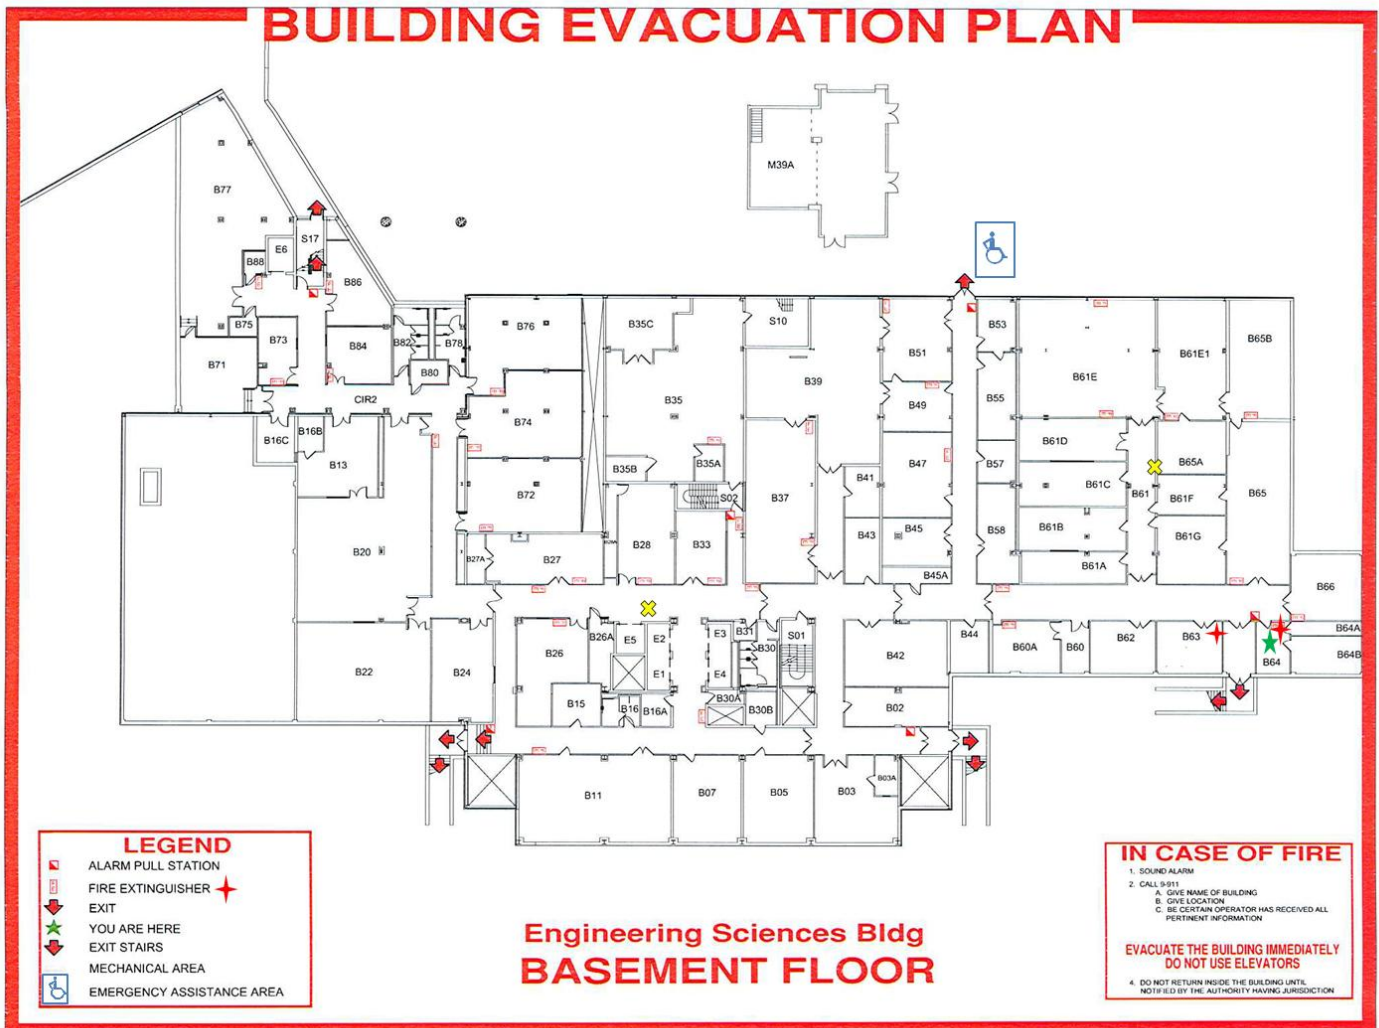 BUILDING EVACUATION PLAN
M39A
B77
S17
E6
B88
B86
B75
B73
B84
B82
B78
B80
B71
CIR2
B76
B35C
S10
B51
B53
B61E1
B65B
B39
B61E
B35
B49
B55
B74
B16C
B16B
B13
B61D
B65A
B35B
B35A
B47
B57
B72
S02
B37
B41
B61C
B61
B61F
B65
B58
B61B
B45
B43
B28
B33
B61G
B20
B27A
B27
B45A
B61A
B66
B26A
E5
E2
E3
B31
S01
B44
B60A
B60
B62
B63
B64A
B26
B30
B42
B64
B64B
B22
B24
E1
E4
B15
B16
B16A
B30A
B30B
B02
B11
B07
B05
B03
B03A
LEGEND
ALARM PULL STATION
FIRE EXTINGUISHER
EXIT
YOU ARE HERE
EXIT STAIRS
MECHANICAL AREA
EMERGENCY ASSISTANCE AREA
Engineering Sciences Bldg
BASEMENT FLOOR
IN CASE OF FIRE
1. SOUND ALARM
2. CALL 9-911
A. GIVE NAME OF BUILDING
B. GIVE LOCATION
C. BE CERTAIN OPERATOR HAS RECEIVED ALL
PERTINENT INFORMATION
EVACUATE THE BUILDING IMMEDIATELY
DO NOT USE ELEVATORS
4. DO NOT RETURN INSIDE THE BUILDING UNTIL
NOTIFIED BY THE AUTHORITY HAVING JURISDICTION